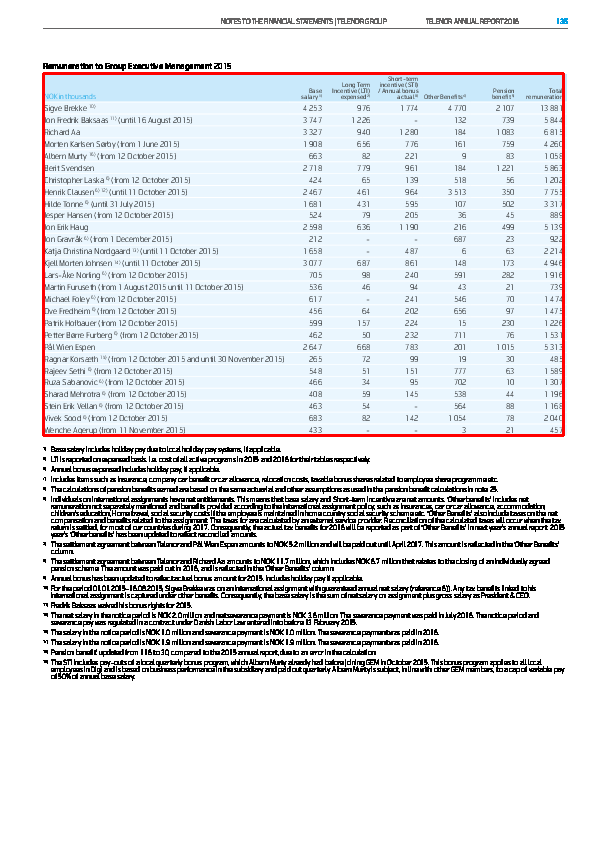 NOTES TO THE FINANCIAL STATEMENTS | TELENOR GROUP TELENOR ANNUAL REPORT 2016 135
Remuneration to Group Executive Management 2015
NOK in thousands Base salary 1) Long Term Incentive (LTI) expensed 2) Short-term incentive (STI) / Annual bonus actual 3) Other Benefits 4) Pension benefit 5) Total remuneration
Sigve Brekke 10) 4 253 976 1 774 4 770 2 107 13 881
Jon Fredrik Baksaas 11) (until 16 August 2015) 3 747 1 226 – 132 739 5 844
Richard Aa 3 327 940 1 280 184 1 083 6 815
Morten Karlsen Sørby (from 1 June 2015) 1 908 656 776 161 759 4 260
Albern Murty (from 12 October 2015) 663 82 221 9 83 1 058
Berit Svendsen 2 718 779 961 184 1 221 5 863
Christopher Laska 6) (from 12 October 2015) 424 65 139 518 56 1 202
Henrik Clausen 6) 12) (until 11 October 2015) 2 467 461 964 3 513 350 7 755
Hilde Tonne 6) (until 31 July 2015) 1 681 431 595 107 502 3 317
Jesper Hansen (from 12 October 2015) 524 79 205 36 45 889
Jon Erik Haug 2 598 636 1 190 216 499 5 139
Jon Gravråk 6) (from 1 December 2015) 212 – – 687 23 922
Katja Christina Nordgaard (until 11 October 2015) 1 658 – 487 6 63 2 214
Kjell Morten Johnsen (until 11 October 2015) 3 077 687 861 148 173 4 946
Lars-Åke Norling 6) (from 12 October 2015) 705 98 240 591 282 1 916
Martin Furuseth (from 1 August 2015 until 11 October 2015) 536 46 94 43 21 739
Michael Foley 6) (from 12 October 2015) 617 – 241 546 70 1 474
Ove Fredheim 6) (from 12 October 2015) 456 64 202 656 97 1 475
Patrik Hofbauer (from 12 October 2015) 599 157 224 15 230 1 226
Petter Børre Furberg 6) (from 12 October 2015) 462 50 232 711 76 1 531
Pål Wien Espen 2 647 668 783 201 1 015 5 313
Ragnar Korsæth (from 12 October 2015 and until 30 November 2015) 265 72 99 19 30 485
Rajeev Sethi 6) (from 12 October 2015) 548 51 151 777 63 1 589
Ruza Sabanovic 6) (from 12 October 2015) 466 34 95 702 10 1 307
Sharad Mehrotra 6) (from 12 October 2015) 408 59 145 538 44 1 196
Stein Erik Vellan 6) (from 12 October 2015) 463 54 – 564 88 1 168
Vivek Sood 6) (from 12 October 2015) 683 82 142 1 054 78 2 040
Wenche Agerup (from 11 November 2015) 433 – – 3 21 457
1) Base salary includes holiday pay due to local holiday pay systems, if applicable.
2) LTI is reported on expensed basis. I.e. cost of all active programs in 2015 and 2016 for their tables respectively.
3) Annual bonus expensed includes holiday pay, if applicable.
4) Includes items such as insurance, company car benefit or car allowance, relocation costs, taxable bonus shares related to employee share programme etc.
5) The calculations of pension benefits earned are based on the same actuarial and other assumptions as used in the pension benefit calculations in note 25.
6) Individuals on international assignments have net entitlements. This means that base salary and Short-term incentive are net amounts. 'Other Benefits' includes net
remuneration not separately mentioned and benefits provided according to the international assignment policy, such as insurances, car or car allowance, accommodation,
children's education, Home travel, social security costs if the employee is maintained in home country social security scheme etc. 'Other Benefits' also include taxes on the net
compensation and benefits related to the assignment. The taxes for are calculated by an external service provider. Reconciliation of the calculated taxes will occur when the tax
return is settled, for most of our countries during 2017. Consequently, the actual tax benefits for 2016 will be reported as part of 'Other Benefits' in next year's annual report. 2015
year's 'Other benefits' has been updated to reflect reconciled amounts.
7) The settlement agreement between Telenor and Pål Wien Espen amounts to NOK 5.2 million and will be paid out until April 2017. This amount is reflected in the 'Other Benefits'
column.
8) The settlement agreement between Telenor and Richard Aa amounts to NOK 11.7 million, which includes NOK 6.7 million that relates to the closing of an individually agreed
pension scheme. The amount was paid out in 2016, and is reflected in the 'Other Benefits' column.
9) Annual bonus has been updated to reflect actual bonus amount for 2015. Includes holiday pay if applicable.
10) For the period 01.01.2015-16.08.2015, Sigve Brekke was on an international assignment with guaranteed annual net salary (reference 6)). Any tax benefits linked to his
International assignment is captured under other benefits. Consequently, the base salary is the sum of net salary on assignment plus gross salary as President & CEO.
11) Fredrik Baksaas waived his bonus rights for 2015.
12) The net salary in the notice period is NOK 2.0 million and net severance payment is NOK 3.6 million. The severance payment was paid in July 2016. The notice period and
severance pay was regulated in a contract under Danish Labor Law entered into before 13 February 2015.
13) The salary in the notice period is NOK 1.0 million and severance payment is NOK 1.0 million. The severance payment was paid in 2016.
14) The salary in the notice period is NOK 1.9 million and severance payment is NOK 1.9 million. The severance payment was paid in 2016.
15) Pension benefit updated from 116 to 30, compared to the 2015 annual report, due to an error in the calculation.
16) The STI includes pay-outs of a local quarterly bonus program, which Albern Murty already had before joining GEM in October 2015. This bonus program applies to all local
employees in Digi and is based on business performance in the subsidiary and paid out quarterly. Albern Murty is subject, in line with other GEM members, to a cap of variable pay
of 50% of annual base salary.